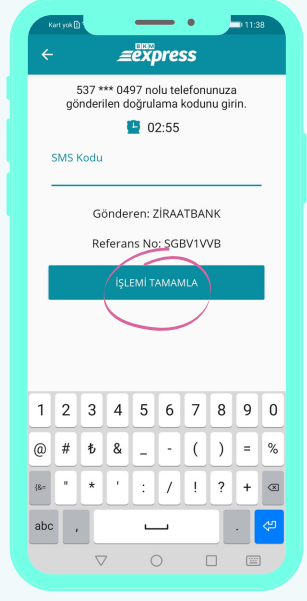 Kart yok
11:38
BKM
express
537 *** 0497 nolu telefonunuza
gönderilen doğrulama kodunu girin.
02:55
SMS Kodu
Gönderen: ZİRAATBANK
Referans No: SGBV1VVB
İŞLEMİ TAMAMLA
1 2 3 4 5 6 7 8 9 0
@ # ₺ & _ - ( ) = %
{&= " * ' : / ! ? +
abc , .